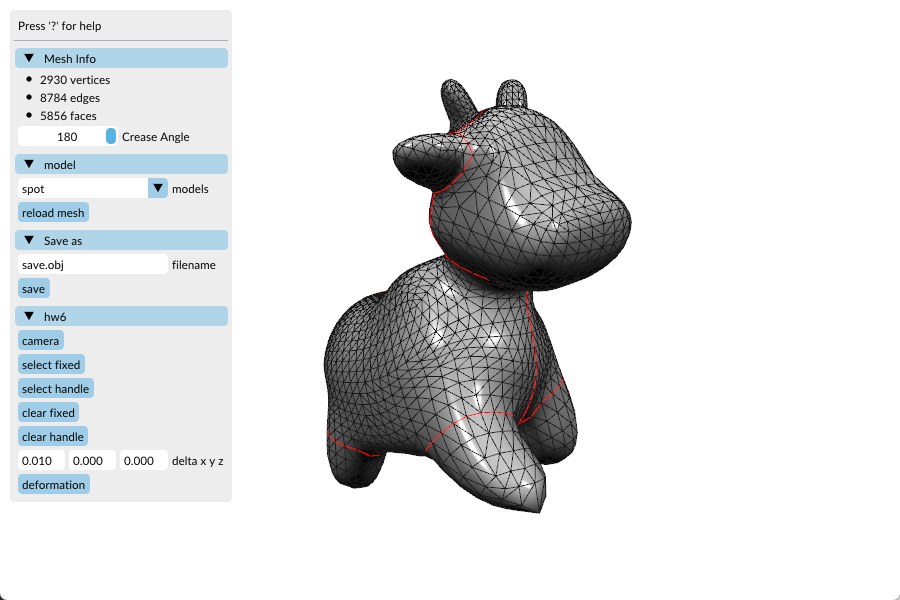 Press '?' for help
Mesh Info
2930 vertices
8784 edges
5856 faces
180 Crease Angle
model
spot models
reload mesh
Save as
save.obj filename
save
hw6
camera
select fixed
select handle
clear fixed
clear handle
0.010 0.000 0.000 delta x y z
deformation